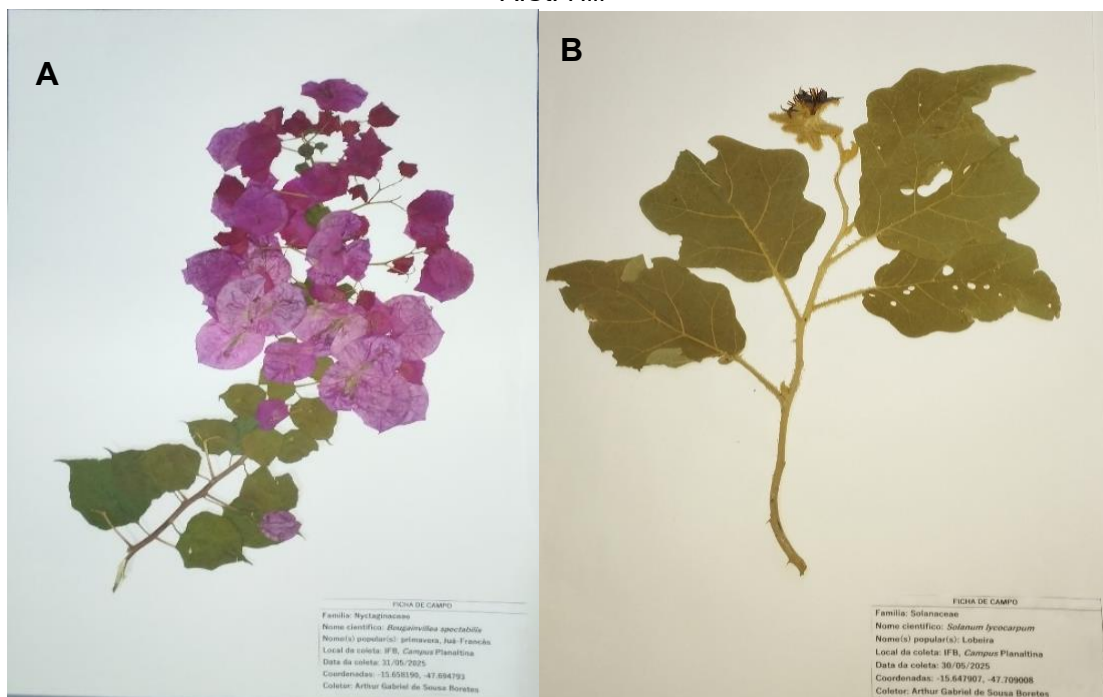 A
B
FICHA DE CAMPO
Família: Nyctaginaceae
Nome científico: Bougainvillea spectabilis
Nome(s) popular(s): primavera, Juá-Francês
Local da coleta: IFB, Campus Planaltina
Data da coleta: 31/05/2025
Coordenadas: -15.658190, -47.694793
Coletor: Arthur Gabriel de Sousa Boretes
FICHA DE CAMPO
Família: Solanaceae
Nome científico: Solanum lycocarpum
Nome(s) popular(s): Lobeira
Local da coleta: IFB, Campus Planaltina
Data da coleta: 30/05/2025
Coordenadas: -15.647907, -47.709008
Coletor: Arthur Gabriel de Sousa Boretes